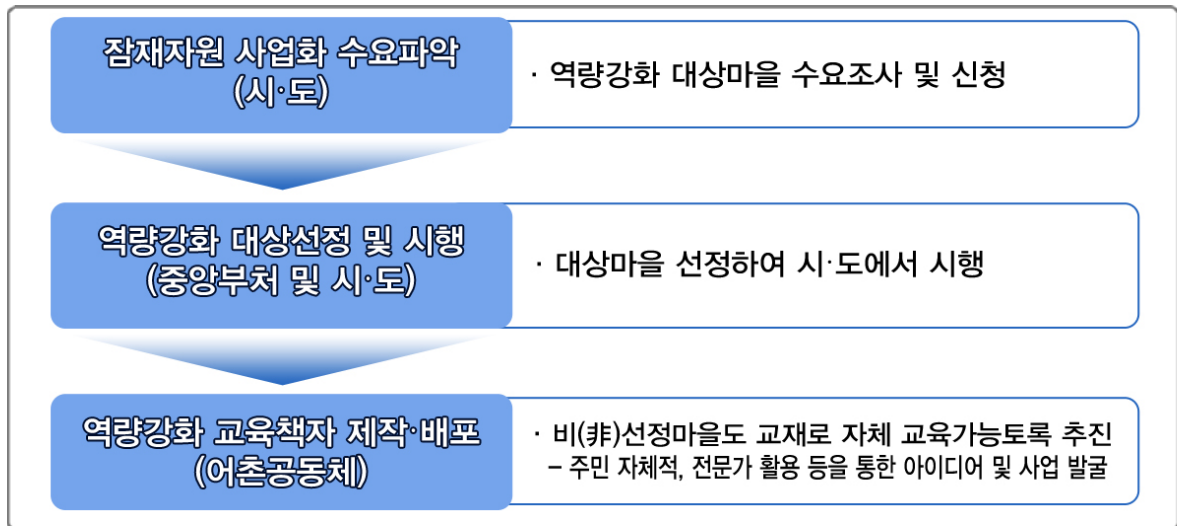 잠재자원 사업화 수요파악
(시·도)
· 역량강화 대상마을 수요조사 및 신청
역량강화 대상선정 및 시행
(중앙부처 및 시·도)
· 대상마을 선정하여 시·도에서 시행
역량강화 교육책자 제작·배포
(어촌공동체)
· 비(非)선정마을도 교재로 자체 교육가능토록 추진
– 주민 자체적, 전문가 활용 등을 통한 아이디어 및 사업 발굴